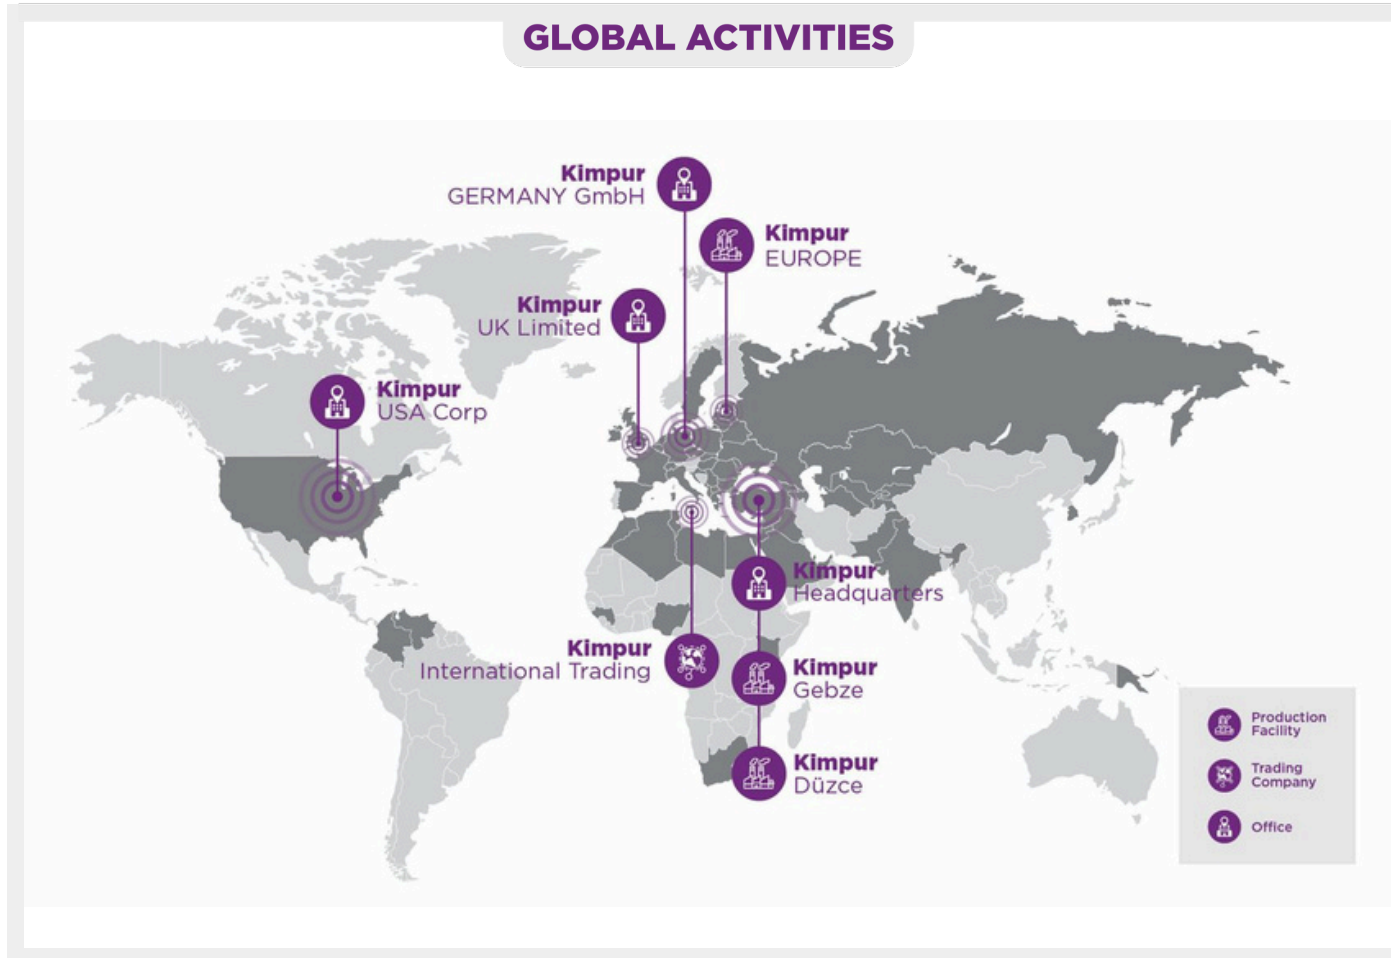 GLOBAL ACTIVITIES
Kimpur
GERMANY GmbH
Kimpur
EUROPE
Kimpur
UK Limited
Kimpur
USA Corp
Kimpur
Headquarters
Kimpur
International Trading
Kimpur
Gebze
Kimpur
Düzce
Production
Facility
Trading
Company
Office